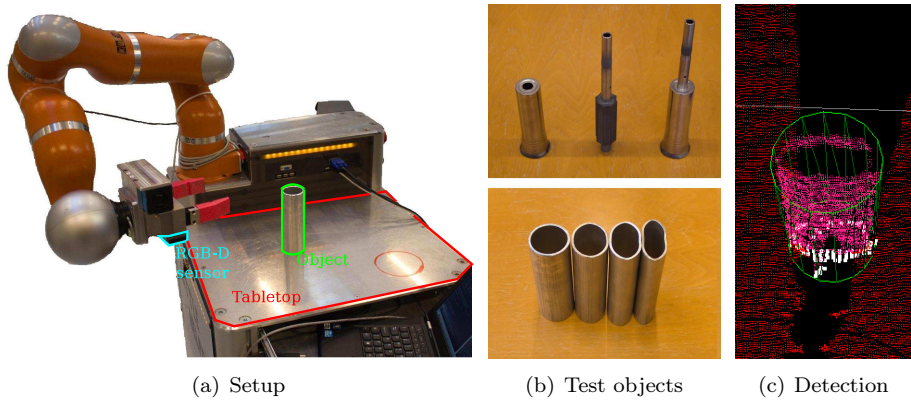 RGB-D
sensor
Object
Tabletop
(a) Setup
(b) Test objects
(c) Detection